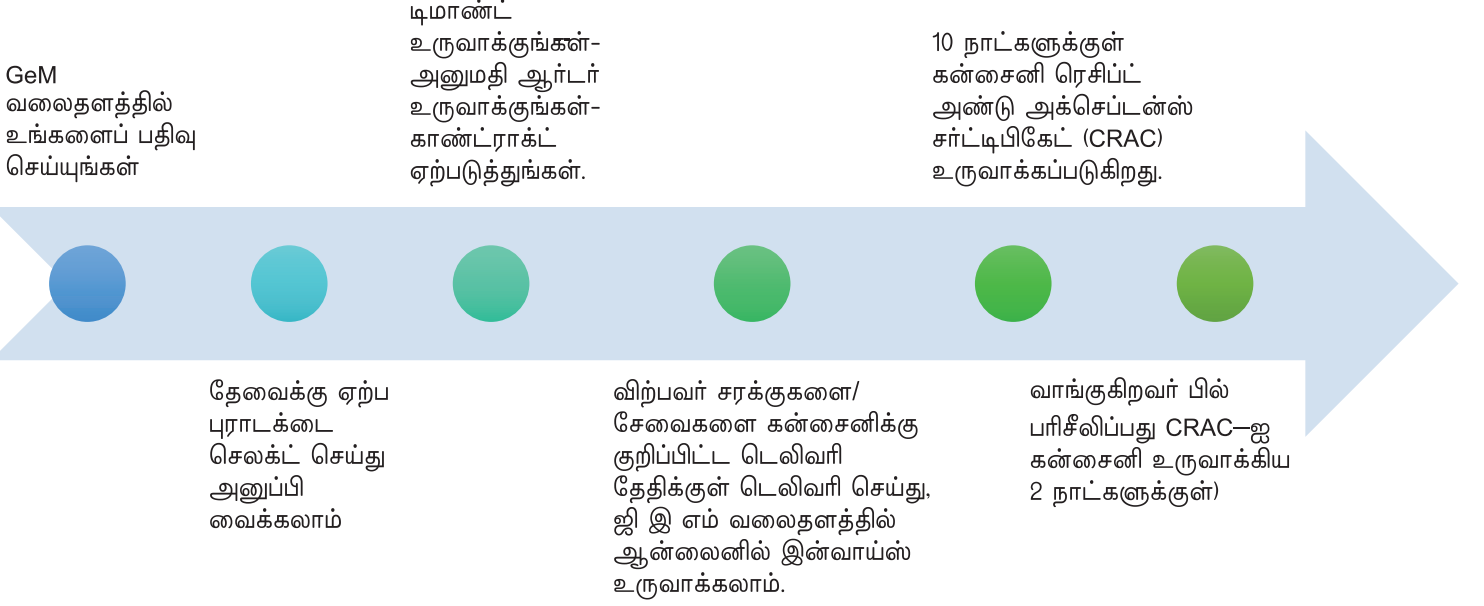 GeM
வலைதளத்தில்
உங்களைப் பதிவு
செய்யுங்கள்
தேவைக்கு ஏற்ப
புராடக்டை
செலக்ட் செய்து
அனுப்பி
வைக்கலாம்
டிமாண்ட்
உருவாக்குங்கள்-
அனுமதி ஆர்டர்
உருவாக்குங்கள்-
காண்ட்ராக்ட்
ஏற்படுத்துங்கள்.
விற்பவர் சரக்குகளை/
சேவைகளை கன்சைனிக்கு
குறிப்பிட்ட டெலிவரி
தேதிக்குள் டெலிவரி செய்து,
ஜி இ எம் வலைதளத்தில்
ஆன்லைனில் இன்வாய்ஸ்
உருவாக்கலாம்.
10 நாட்களுக்குள்
கன்சைனி ரெசிப்ட்
அண்டு அக்செப்டன்ஸ்
சர்ட்டிபிகேட் (CRAC)
உருவாக்கப்படுகிறது.
வாங்குகிறவர் பில்
பரிசீலிப்பது CRAC–ஐ
கன்சைனி உருவாக்கிய
2 நாட்களுக்குள்)